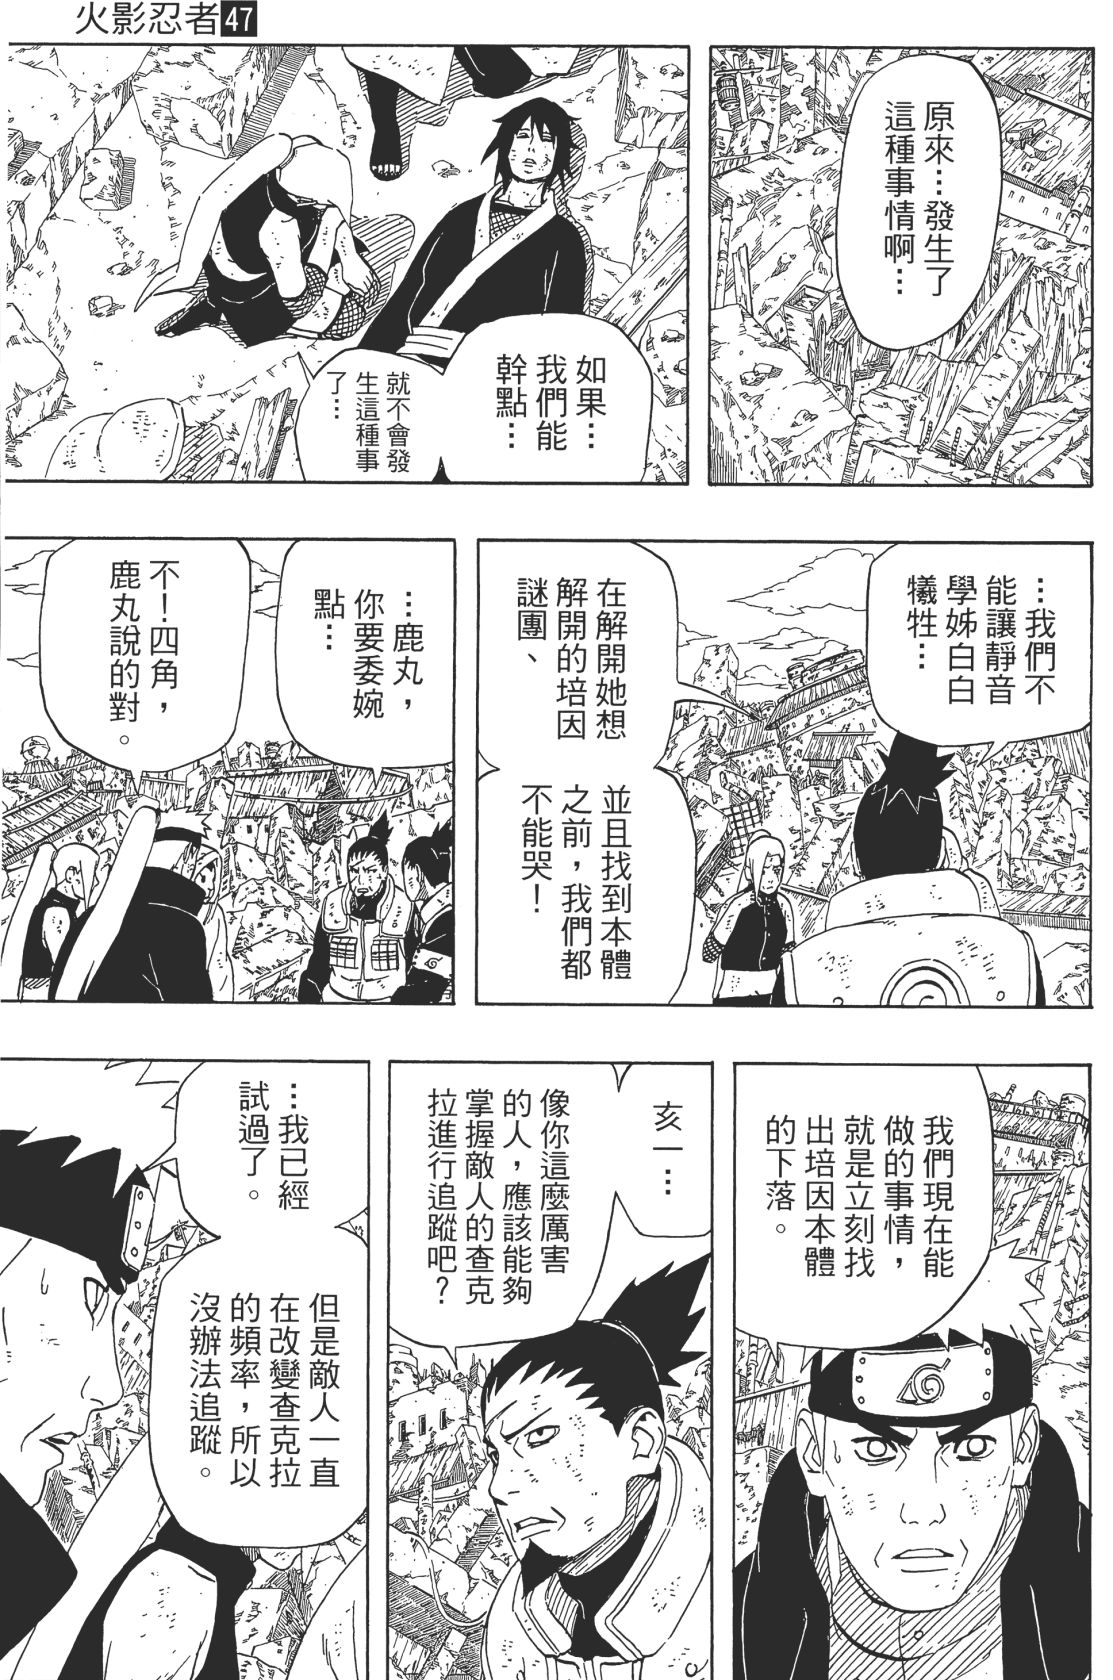 火影忍者47
原來…發生了
這種事情啊…
如果…
我們能
幹點…
就不會發
生這種事
了…
…我們不
能讓靜音
學姊白白
犧牲…
在解開她想
解開的培因
謎團、
並且找到本體
之前，我們都
不能哭！
…鹿丸，
你要委婉
點…
不！四角，
鹿丸說的對。
我們現在能
做的事情，
就是立刻找
出培因本體
的下落。
亥一…
像你這麼厲害
的人，應該能夠
掌握敵人的查克
拉進行追蹤吧？
…我已經
試過了。
但是敵人一直
在改變查克拉
的頻率，所以
沒辦法追蹤。